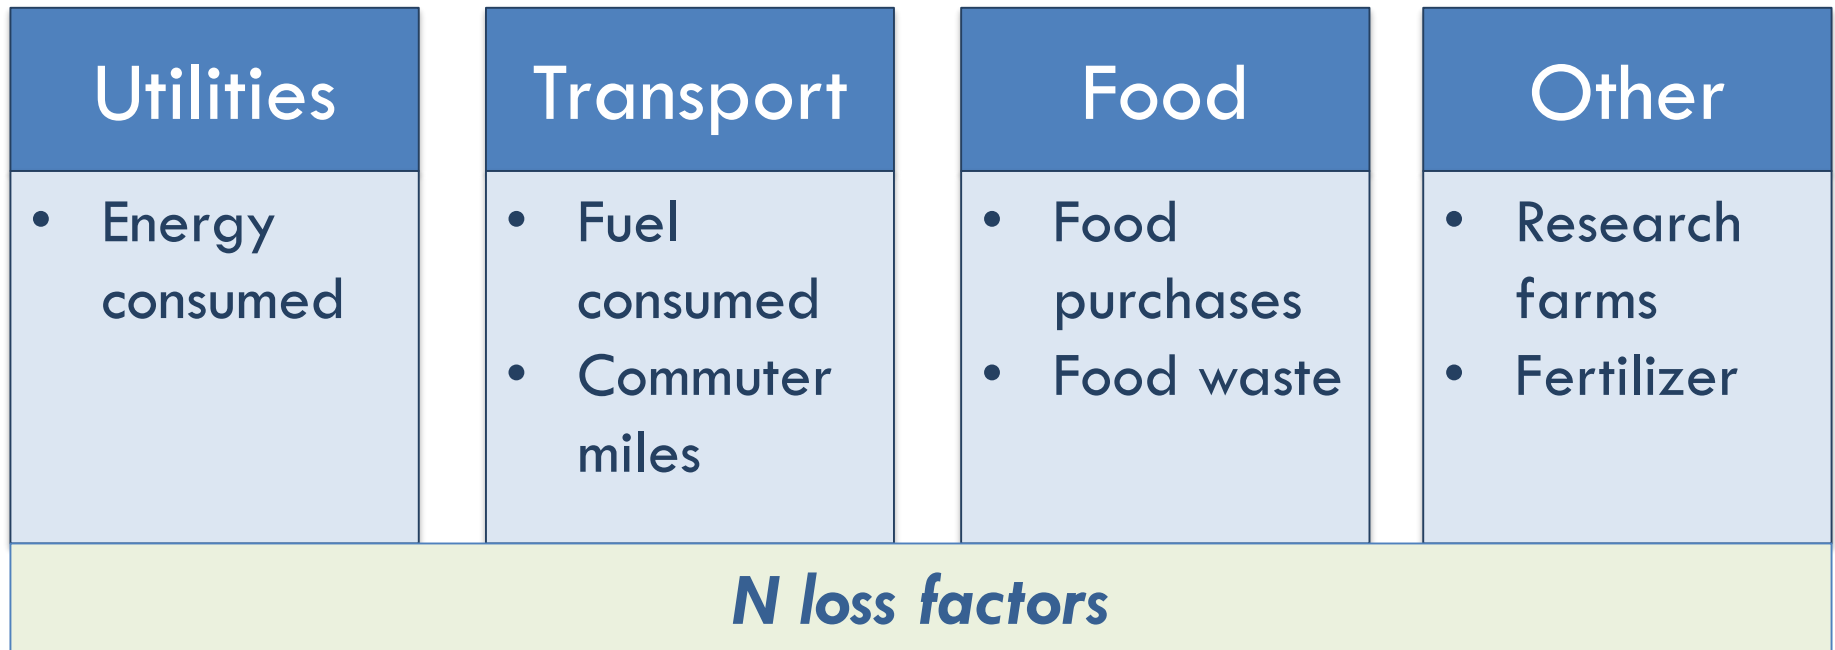 Utilities
• Energy
consumed
Transport
• Fuel
consumed
• Commuter
miles
Food
• Food
purchases
• Food waste
Other
• Research
farms
• Fertilizer
N loss factors